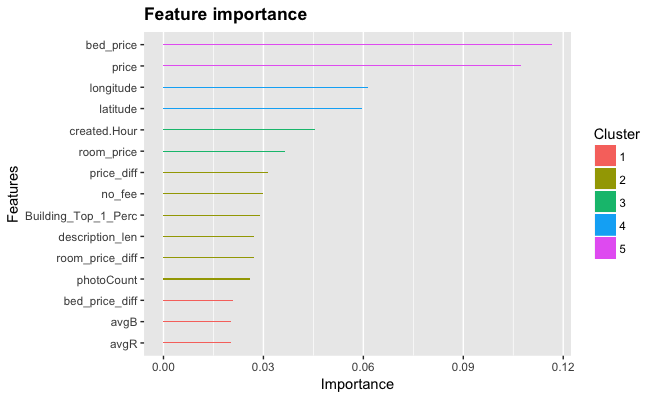 Feature importance
Features
bed_price
price
longitude
latitude
created.Hour
room_price
price_diff
no_fee
Building_Top_1_Perc
description_len
room_price_diff
photoCount
bed_price_diff
avgB
avgR
0.00 0.03 0.06 0.09 0.12
Importance
Cluster
1
2
3
4
5